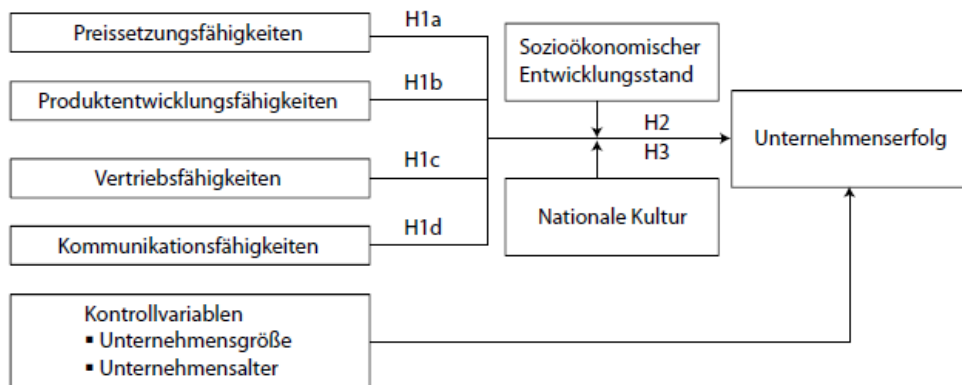 Preissetzungsfähigkeiten
H1a
Produktentwicklungsfähigkeiten
H1b
Vertriebsfähigkeiten
H1c
Kommunikationsfähigkeiten
H1d
Kontrollvariablen
▪ Unternehmensgröße
▪ Unternehmensalter
Sozioökonomischer
Entwicklungsstand
H2
H3
Nationale Kultur
Unternehmenserfolg